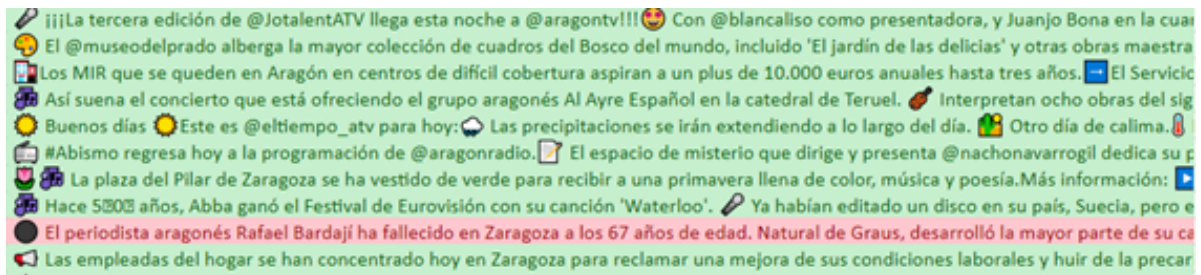 🎤 ¡¡¡La tercera edición de @JotalentATV llega esta noche a @aragontv!!!😍 Con @blancaliso como presentadora, y Juanjo Bona en la cuar
🎨 El @museodelprado alberga la mayor colección de cuadros del Bosco del mundo, incluido 'El jardín de las delicias' y otras obras maestra
🏥Los MIR que se queden en Aragón en centros de difícil cobertura aspiran a un plus de 10.000 euros anuales hasta tres años.➡️El Servicio
🎶 Así suena el concierto que está ofreciendo el grupo aragonés Al Ayre Español en la catedral de Teruel. 🎻 Interpretan ocho obras del sig
🌞 Buenos días 🌞Este es @eltiempo_atv para hoy:🌧 Las precipitaciones se irán extendiendo a lo largo del día. 🏜 Otro día de calima.🌡
📻 #Abismo regresa hoy a la programación de @aragonradio.📝 El espacio de misterio que dirige y presenta @nachonavarrogil dedica su p
🌷🎶 La plaza del Pilar de Zaragoza se ha vestido de verde para recibir a una primavera llena de color, música y poesía.Más información: ▶️
🎶 Hace 5⃣0⃣ años, Abba ganó el Festival de Eurovisión con su canción 'Waterloo'. 🎤 Ya habían editado un disco en su país, Suecia, pero e
⚫ El periodista aragonés Rafael Bardají ha fallecido en Zaragoza a los 67 años de edad. Natural de Graus, desarrolló la mayor parte de su ca
📢 Las empleadas del hogar se han concentrado hoy en Zaragoza para reclamar una mejora de sus condiciones laborales y huir de la precar